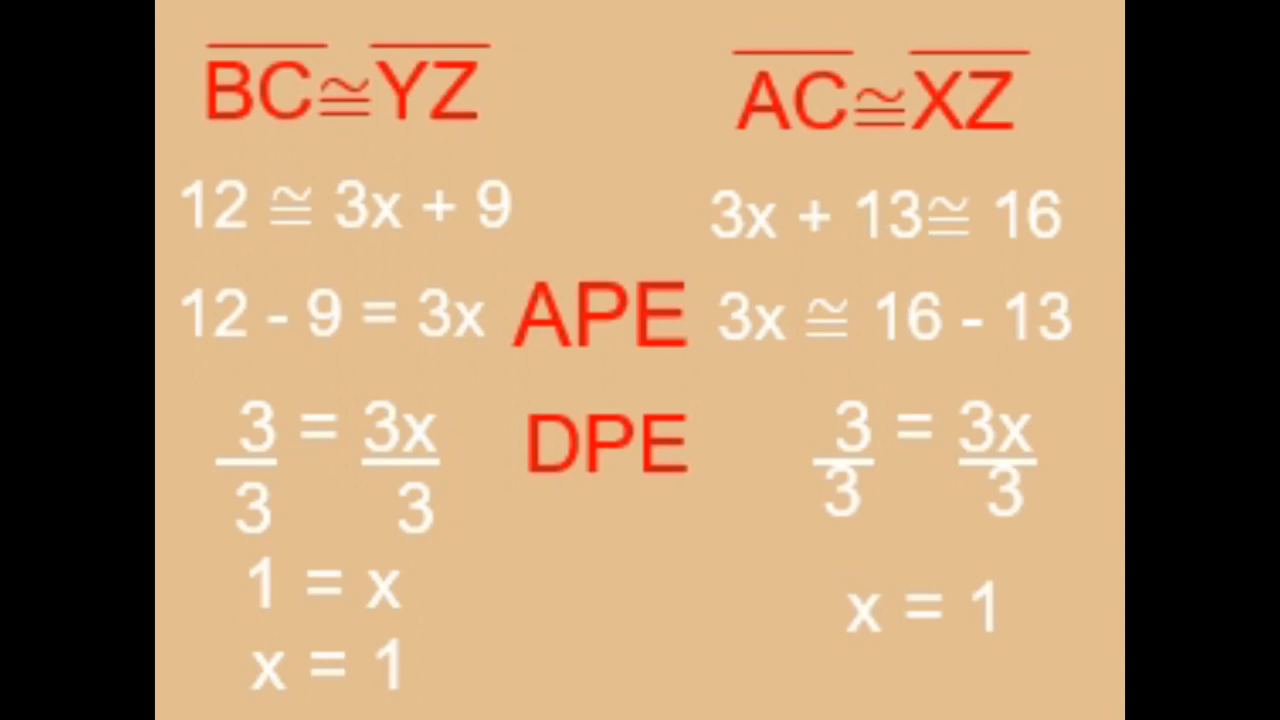 BC≅YZ
12 ≅ 3x + 9
12 - 9 = 3x
3 = 3x
3 3
1 = x
x = 1
APE
DPE
AC≅XZ
3x + 13≅ 16
3x ≅ 16 - 13
3 = 3x
3 3
x = 1